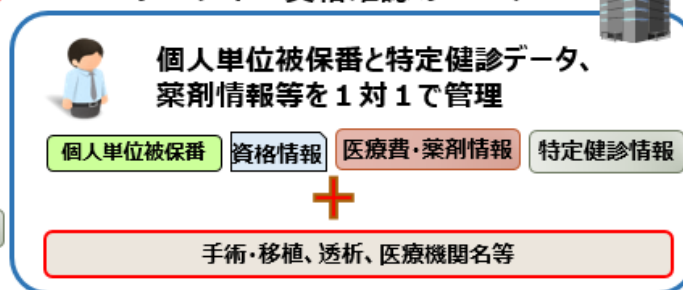 個人単位被保番と特定健診データ、
薬剤情報等を１対１で管理
個人単位被保番 資格情報 医療費･薬剤情報 特定健診情報
手術･移植、透析、医療機関名等